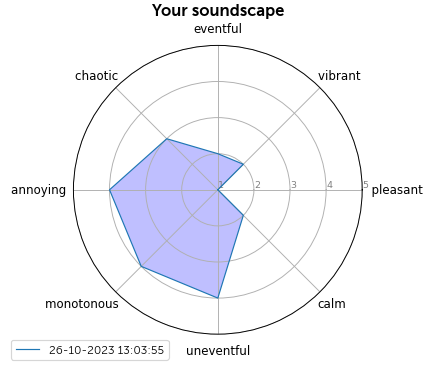 Your soundscape
eventful
chaotic
vibrant
annoying
1 2 3 4 5
pleasant
monotonous
calm
uneventful
26-10-2023 13:03:55